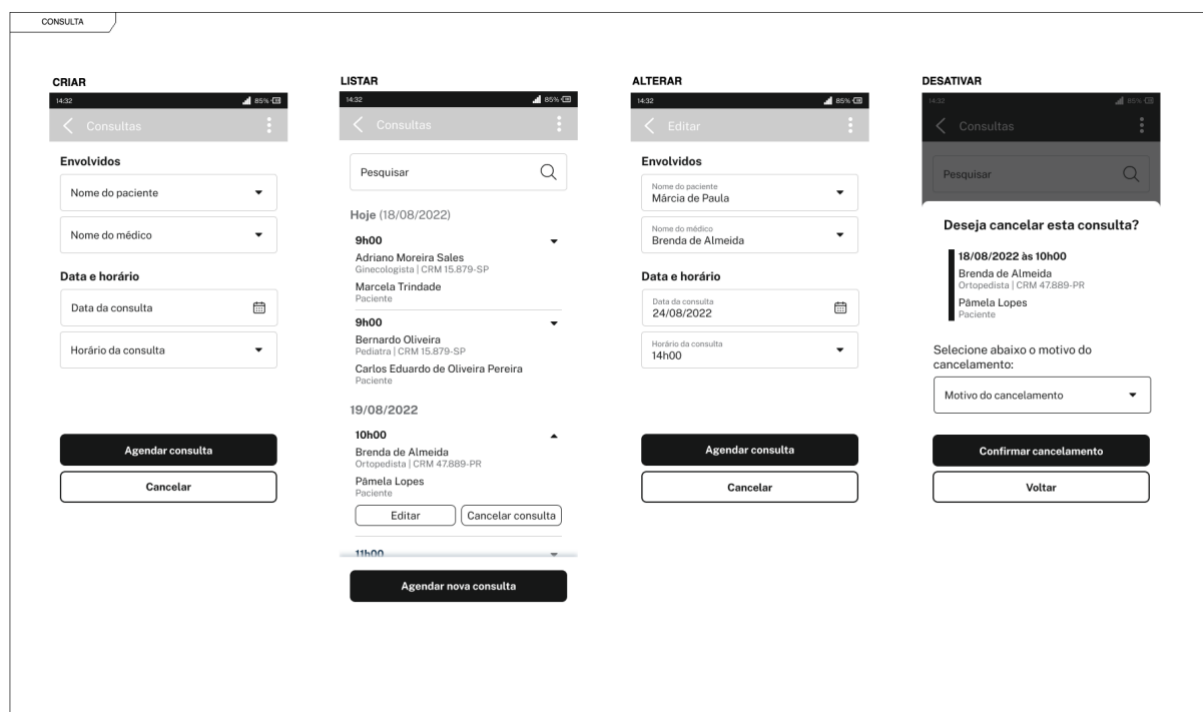 CONSULTA
CRIAR
14:32
85%
Consultas
Envolvidos
Nome do paciente
Nome do médico
Data e horário
Data da consulta
Horário da consulta
Agendar consulta
Cancelar
LISTAR
14:32
85%
Consultas
Pesquisar
Hoje (18/08/2022)
9h00
Adriano Moreira Sales
Ginecologista | CRM 15.879-SP
Marcela Trindade
Paciente
9h00
Bernardo Oliveira
Pediatra | CRM 15.879-SP
Carlos Eduardo de Oliveira Pereira
Paciente
19/08/2022
10h00
Brenda de Almeida
Ortopedista | CRM 47.889-PR
Pâmela Lopes
Paciente
Editar
Cancelar consulta
11h00
Agendar nova consulta
ALTERAR
14:32
85%
Editar
Envolvidos
Nome do paciente
Márcia de Paula
Nome do médico
Brenda de Almeida
Data e horário
Data da consulta
24/08/2022
Horário da consulta
14h00
Agendar consulta
Cancelar
DESATIVAR
14:32
85%
Consultas
Pesquisar
Deseja cancelar esta consulta?
18/08/2022 às 10h00
Brenda de Almeida
Ortopedista | CRM 47.889-PR
Pâmela Lopes
Paciente
Selecione abaixo o motivo do
cancelamento:
Motivo do cancelamento
Confirmar cancelamento
Voltar